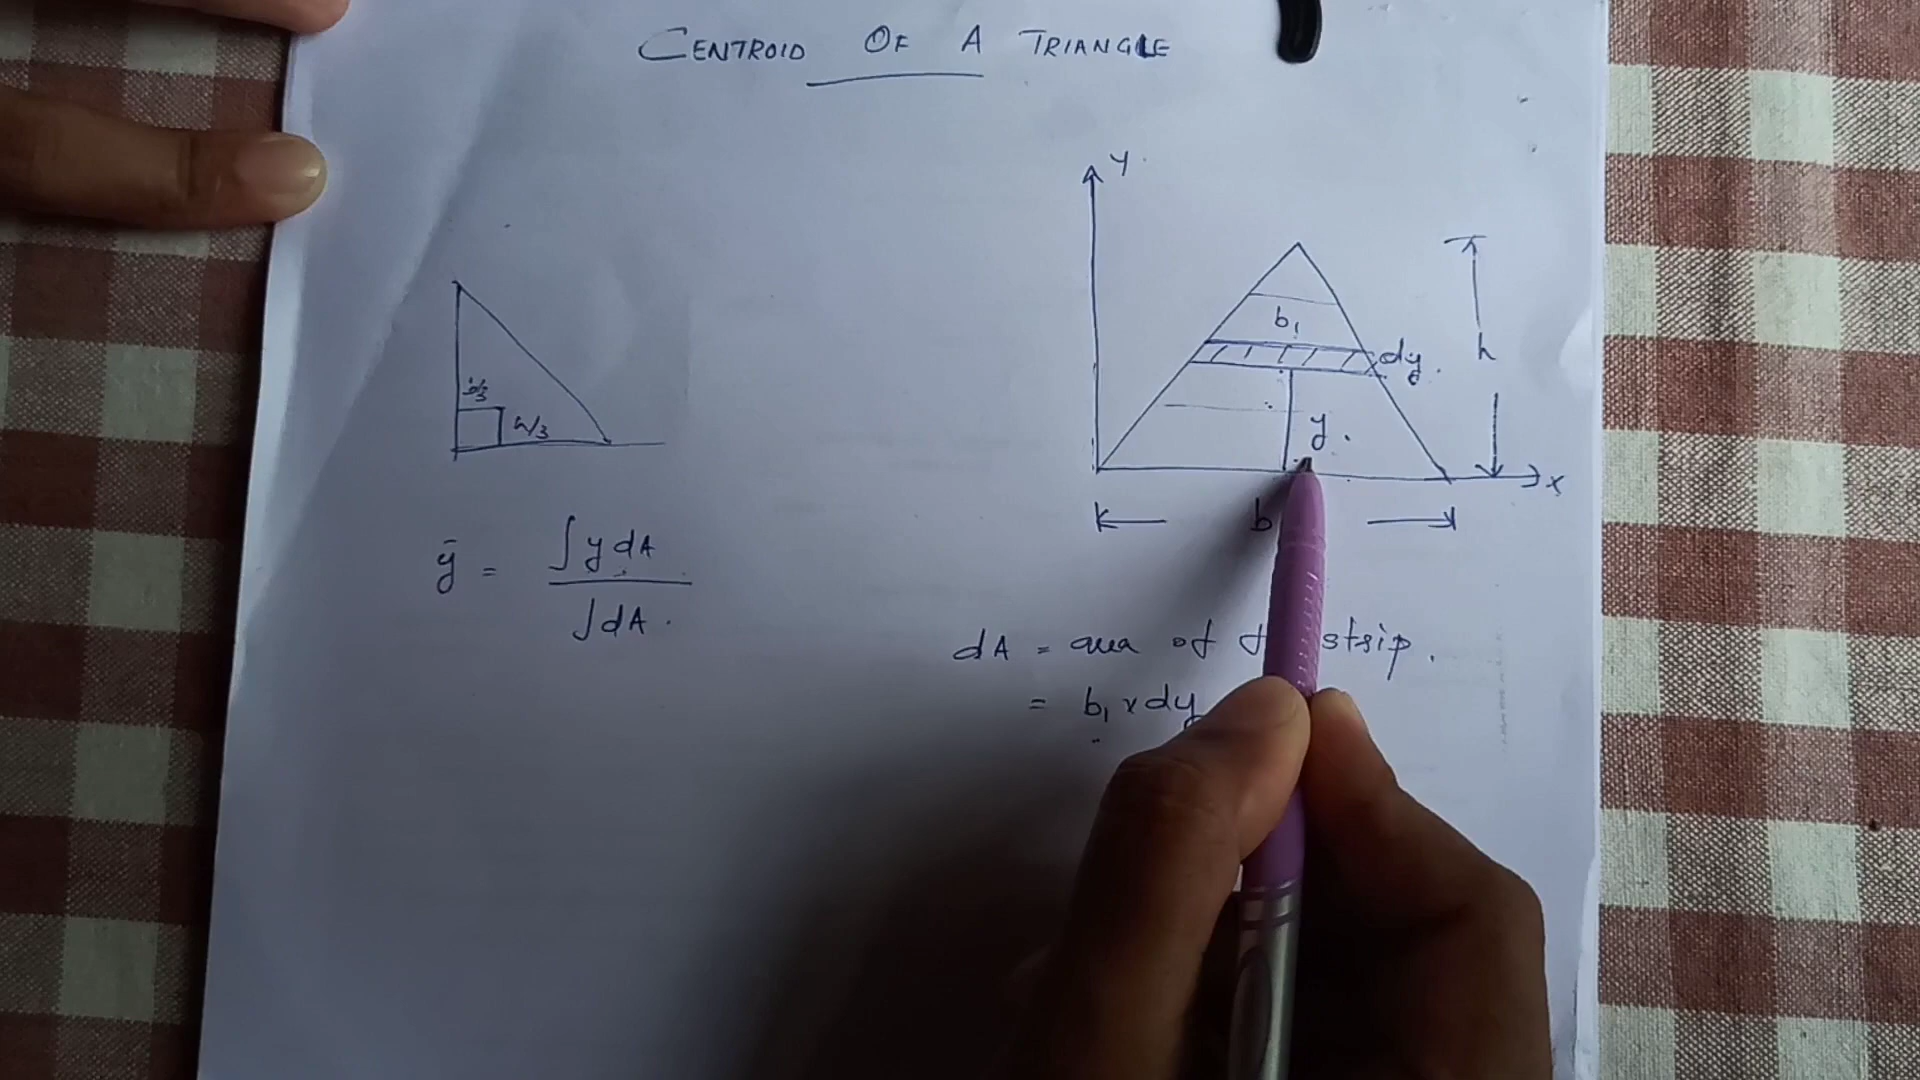 CENTROID OF A TRIANGLE
y
b₁
dy.
h
b/3
h/3
y.
x
b
ȳ = ∫ y dA / ∫ dA.
dA = area of strip.
= b₁ x dy